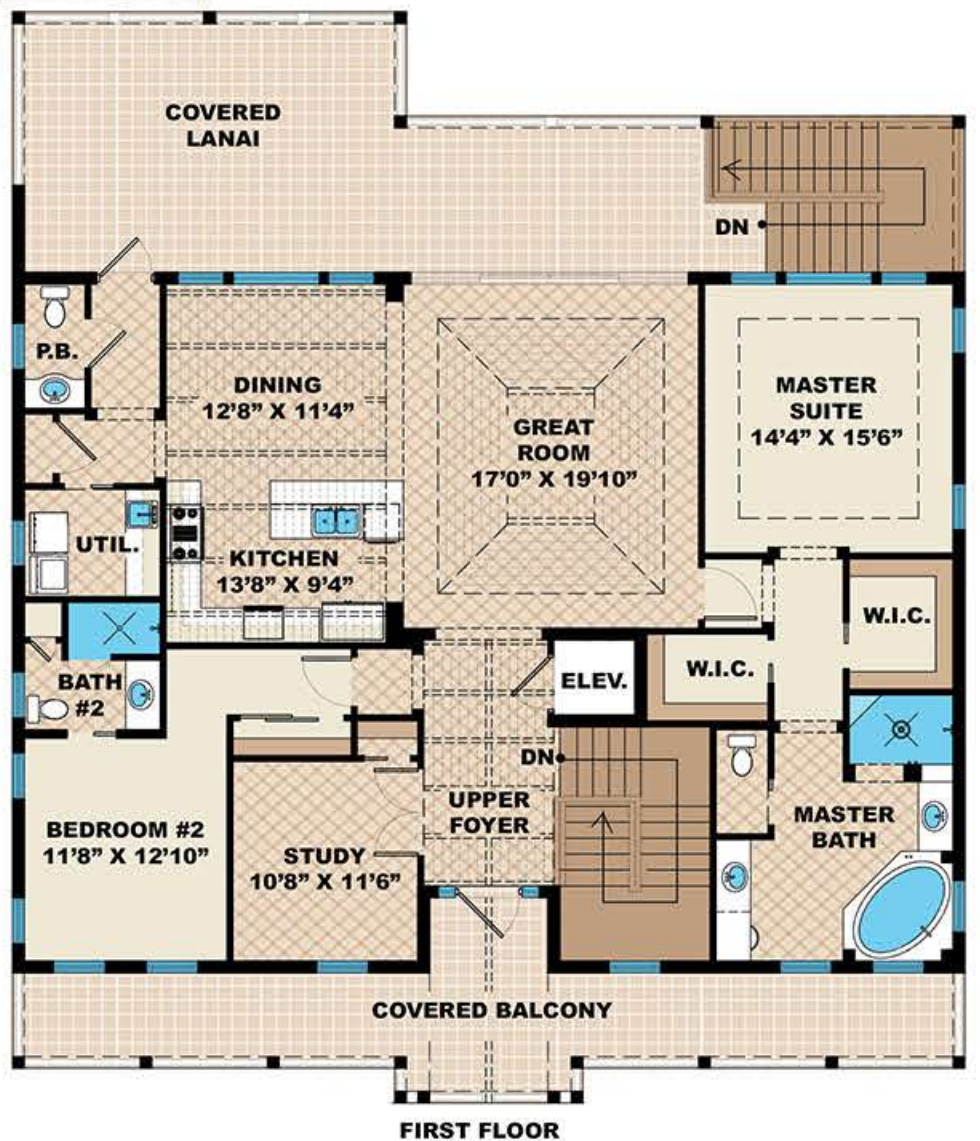 COVERED
LANAI
DN
P.B.
DINING
12’8” X 11’4”
GREAT
ROOM
17’0” X 19’10”
MASTER
SUITE
14’4” X 15’6”
UTIL.
KITCHEN
13’8” X 9’4”
W.I.C.
W.I.C.
ELEV.
BATH
#2
DN
UPPER
FOYER
MASTER
BATH
BEDROOM #2
11’8” X 12’10”
STUDY
10’8” X 11’6”
COVERED BALCONY
FIRST FLOOR